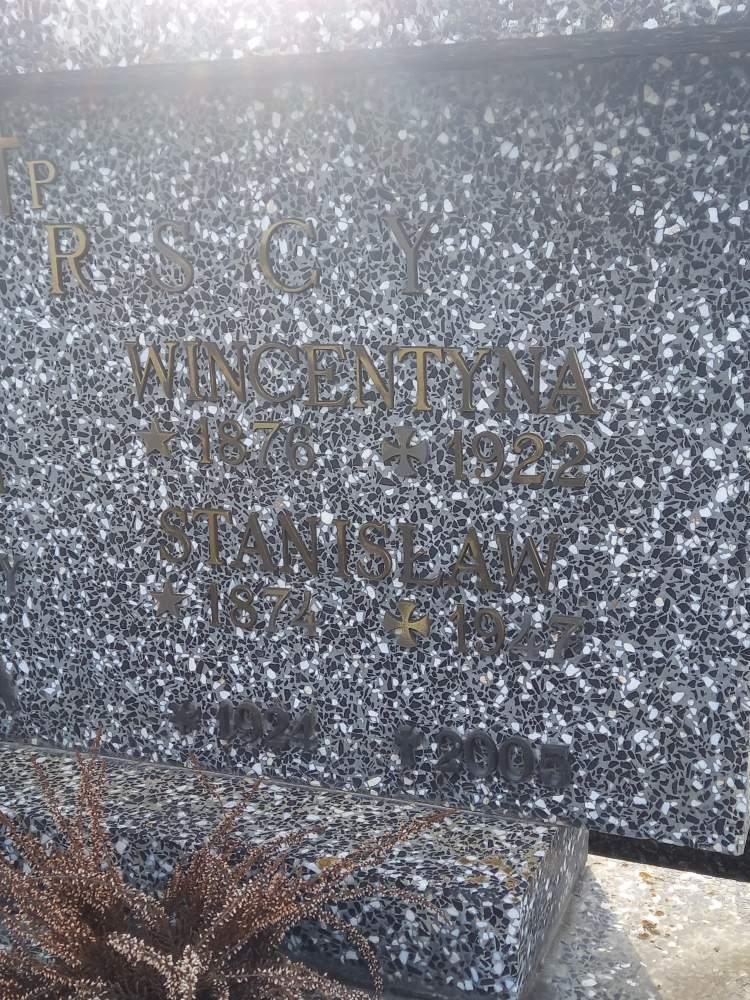 P
RSCY
WINCENTYNA
1876 1922
STANISŁAW
1874 1947
1924 2005